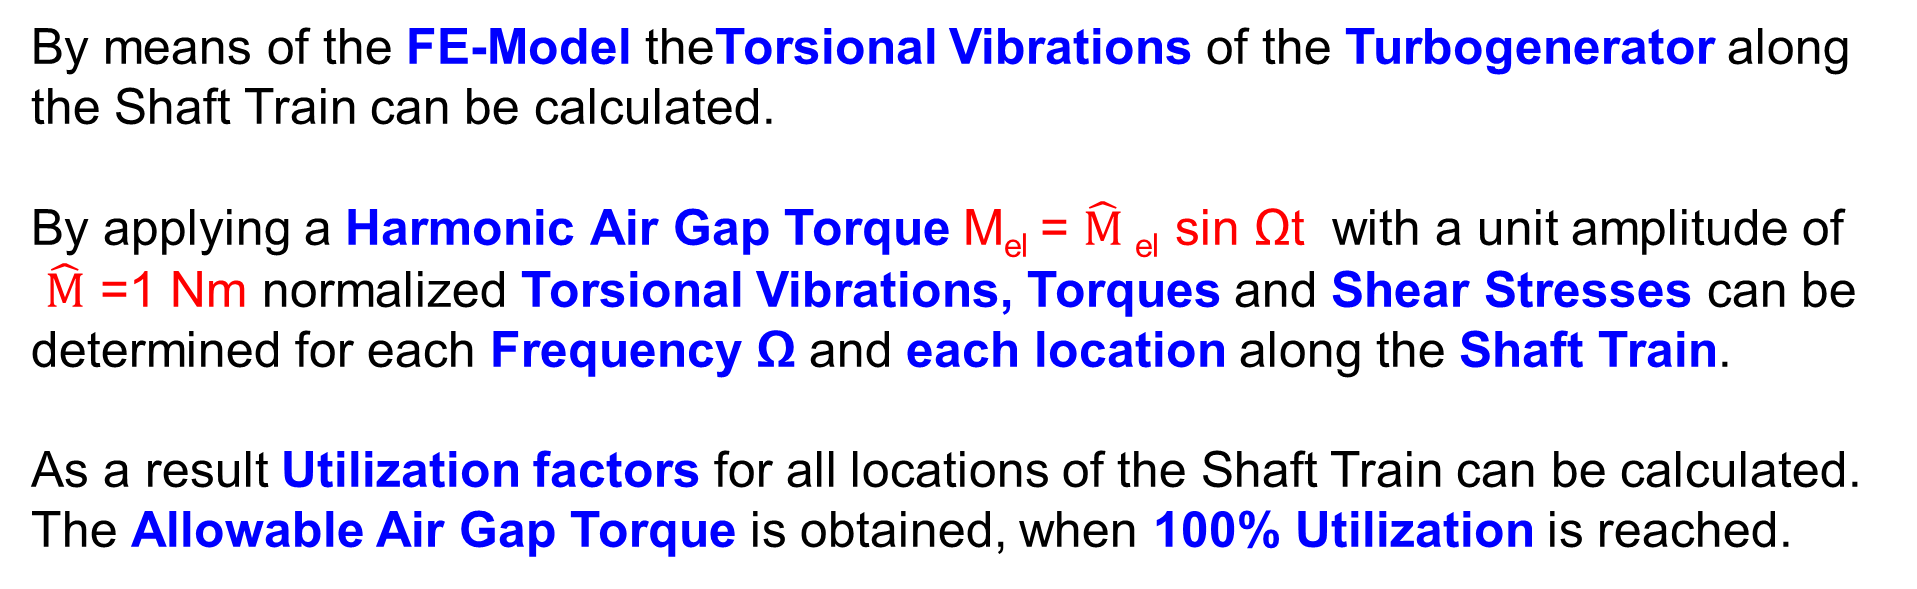 By means of the FE-Model theTorsional Vibrations of the Turbogenerator along
the Shaft Train can be calculated.
By applying a Harmonic Air Gap Torque M_el = M̂ _el sin Ωt with a unit amplitude of
M̂ =1 Nm normalized Torsional Vibrations, Torques and Shear Stresses can be
determined for each Frequency Ω and each location along the Shaft Train.
As a result Utilization factors for all locations of the Shaft Train can be calculated.
The Allowable Air Gap Torque is obtained, when 100% Utilization is reached.